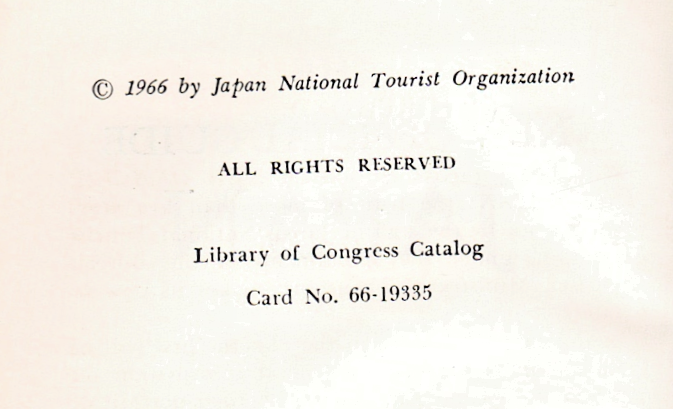 © 1966 by Japan National Tourist Organization
ALL RIGHTS RESERVED
Library of Congress Catalog
Card No. 66-19335